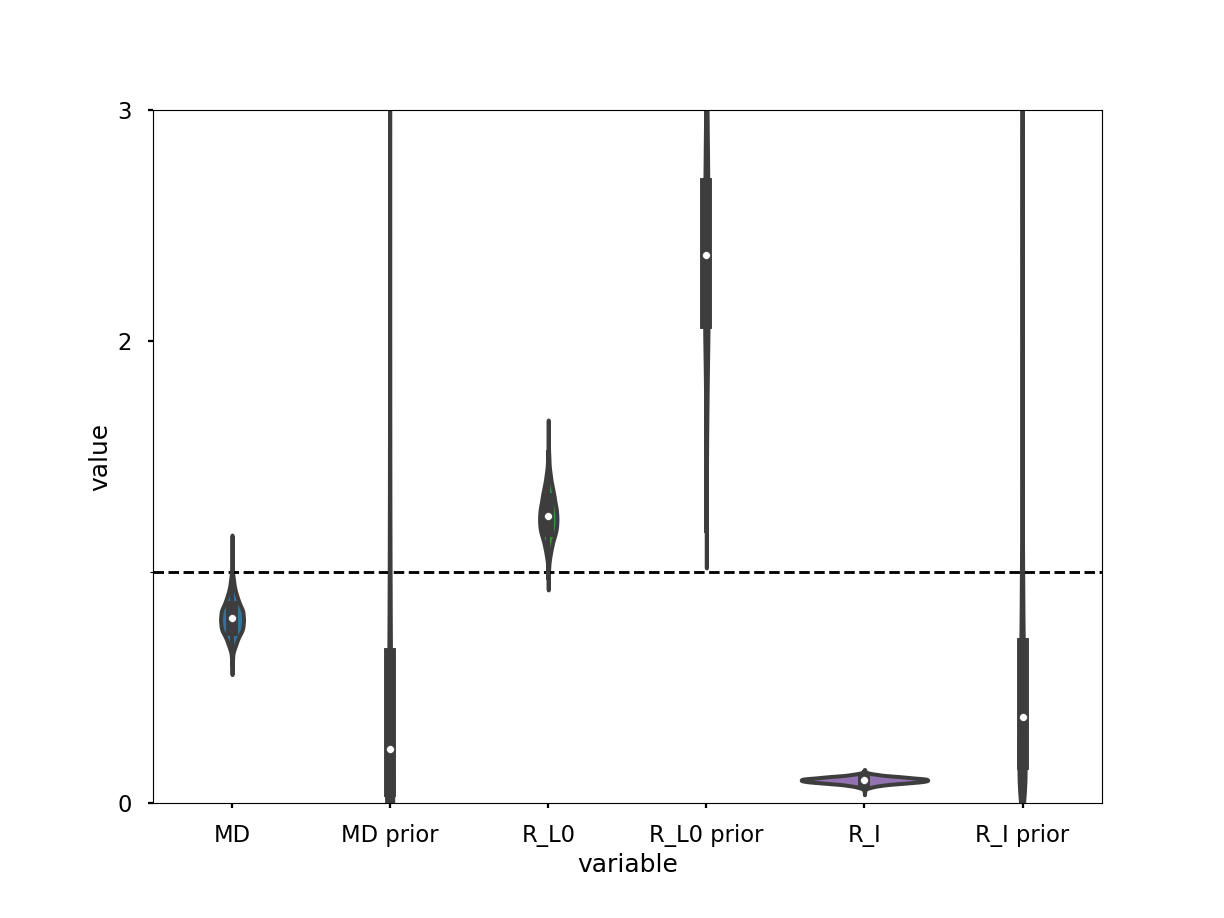 3
2
0
value
MD
MD prior
R_L0
R_L0 prior
R_I
R_I prior
variable